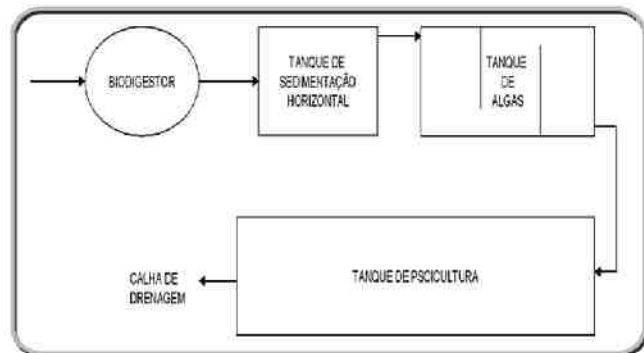 BIODIGESTOR
TANQUE DE
SEDIMENTAÇÃO
HORIZONTAL
TANQUE
DE
ALGAS
TANQUE DE PSCICULTURA
CALHA DE
DRENAGEM